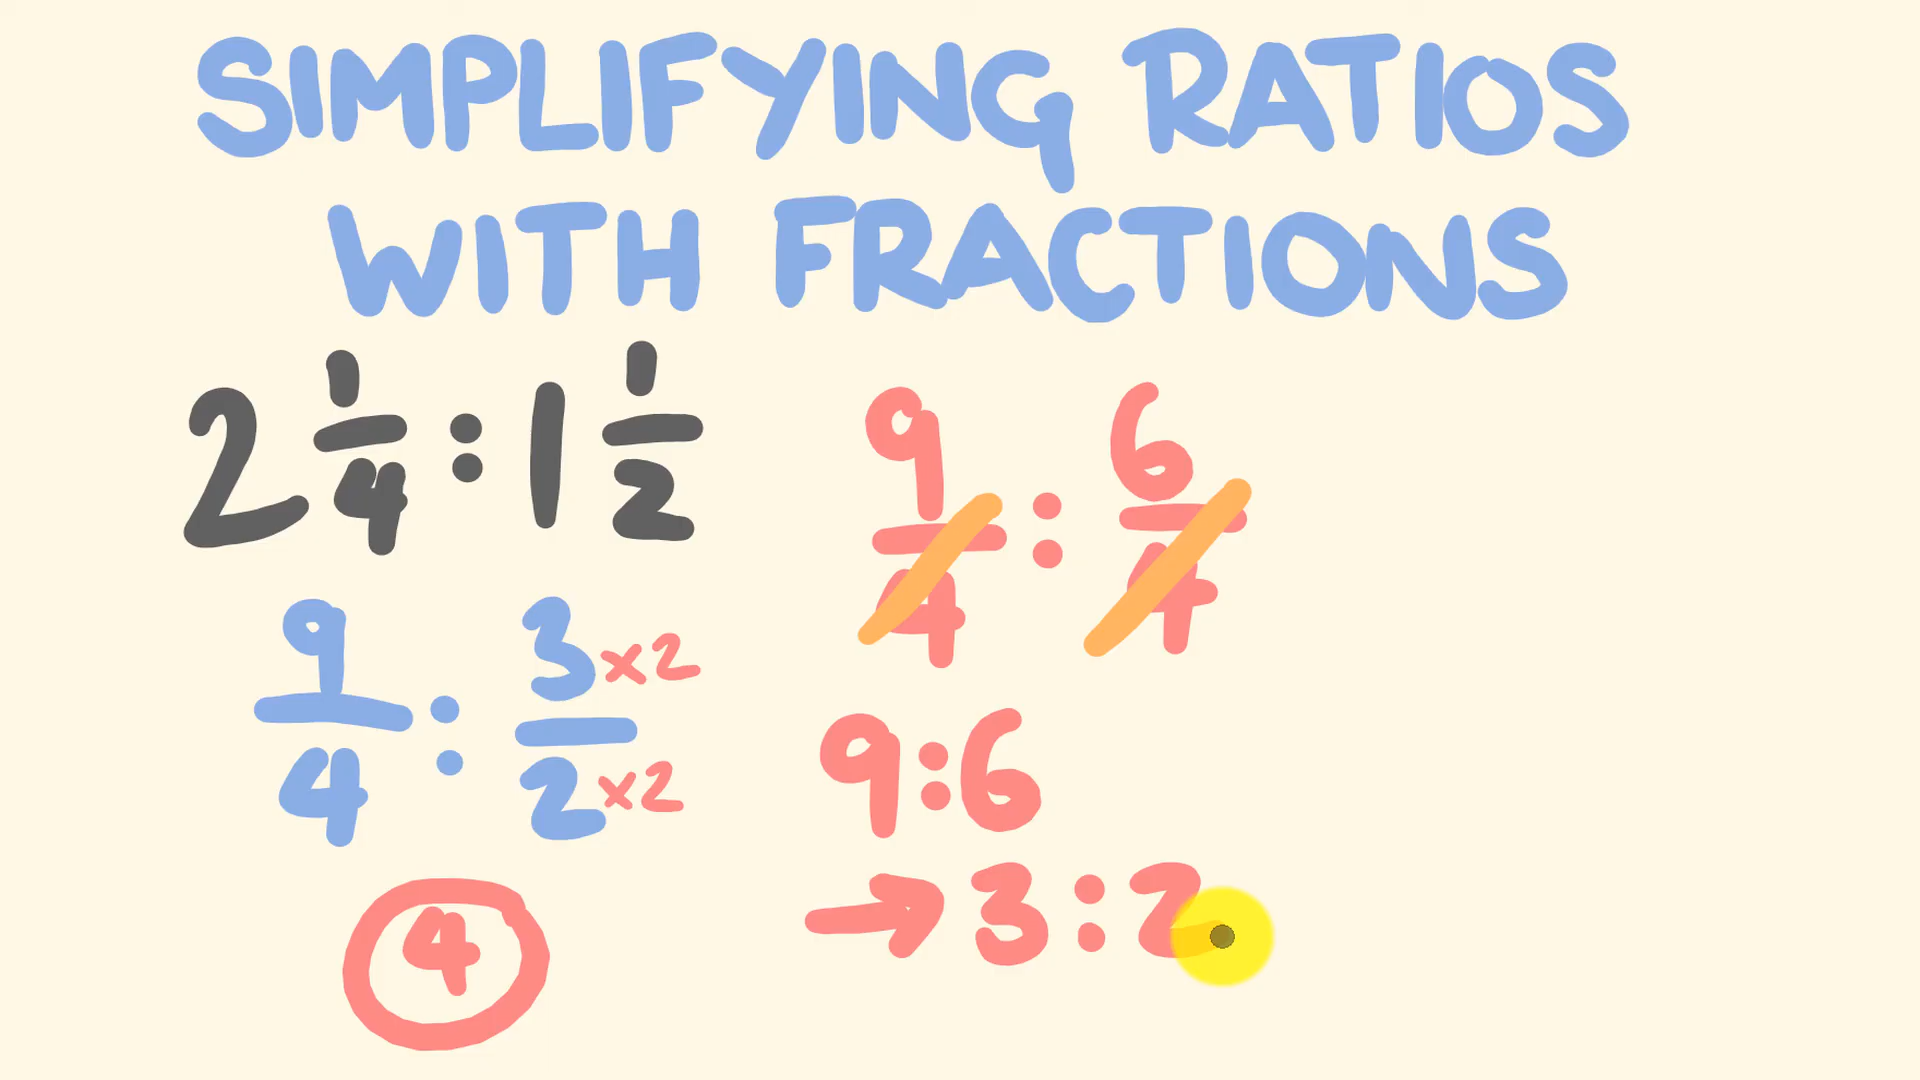 SIMPLIFYING RATIOS
WITH FRACTIONS
2 1/4 : 1 1/2
9/4 : 3×2/2×2
4
9/4 : 6/4
9:6
→ 3:2